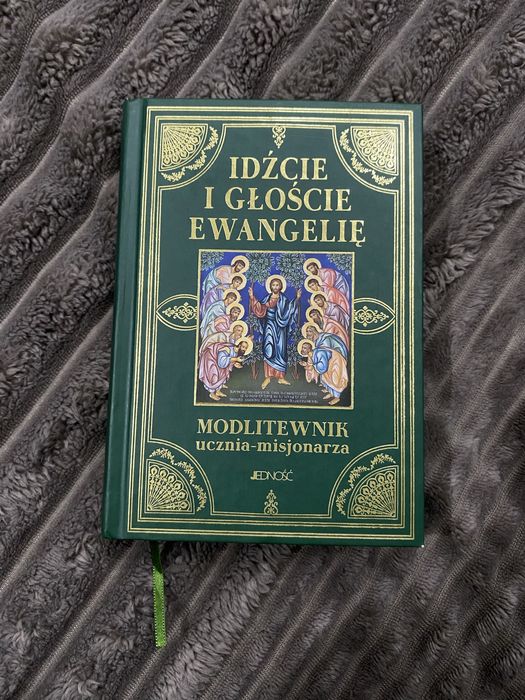 IDŹCIE
I GŁOŚCIE
EWANGELIĘ
MODLITEWNIK
ucznia-misjonarza
JEDNOŚĆ